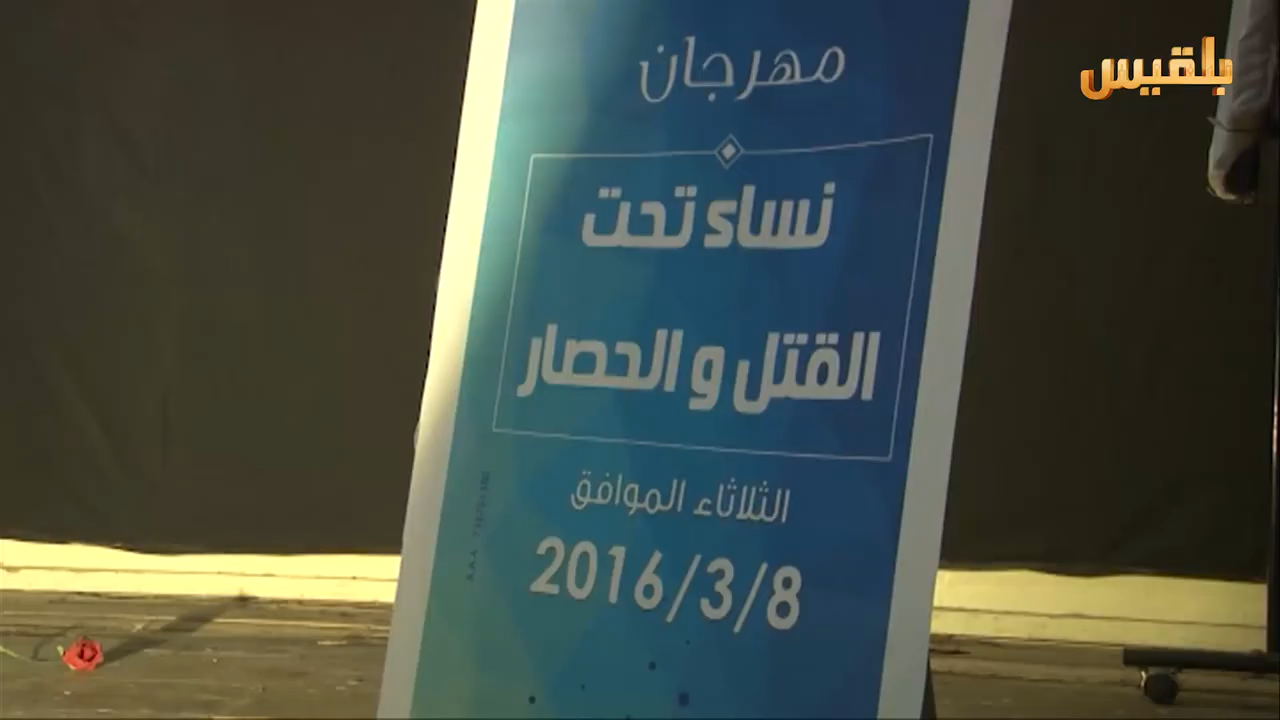 بلقيس
مهرجان
نساء تحت
القتل و الحصار
الثلاثاء الموافق
2016/3/8